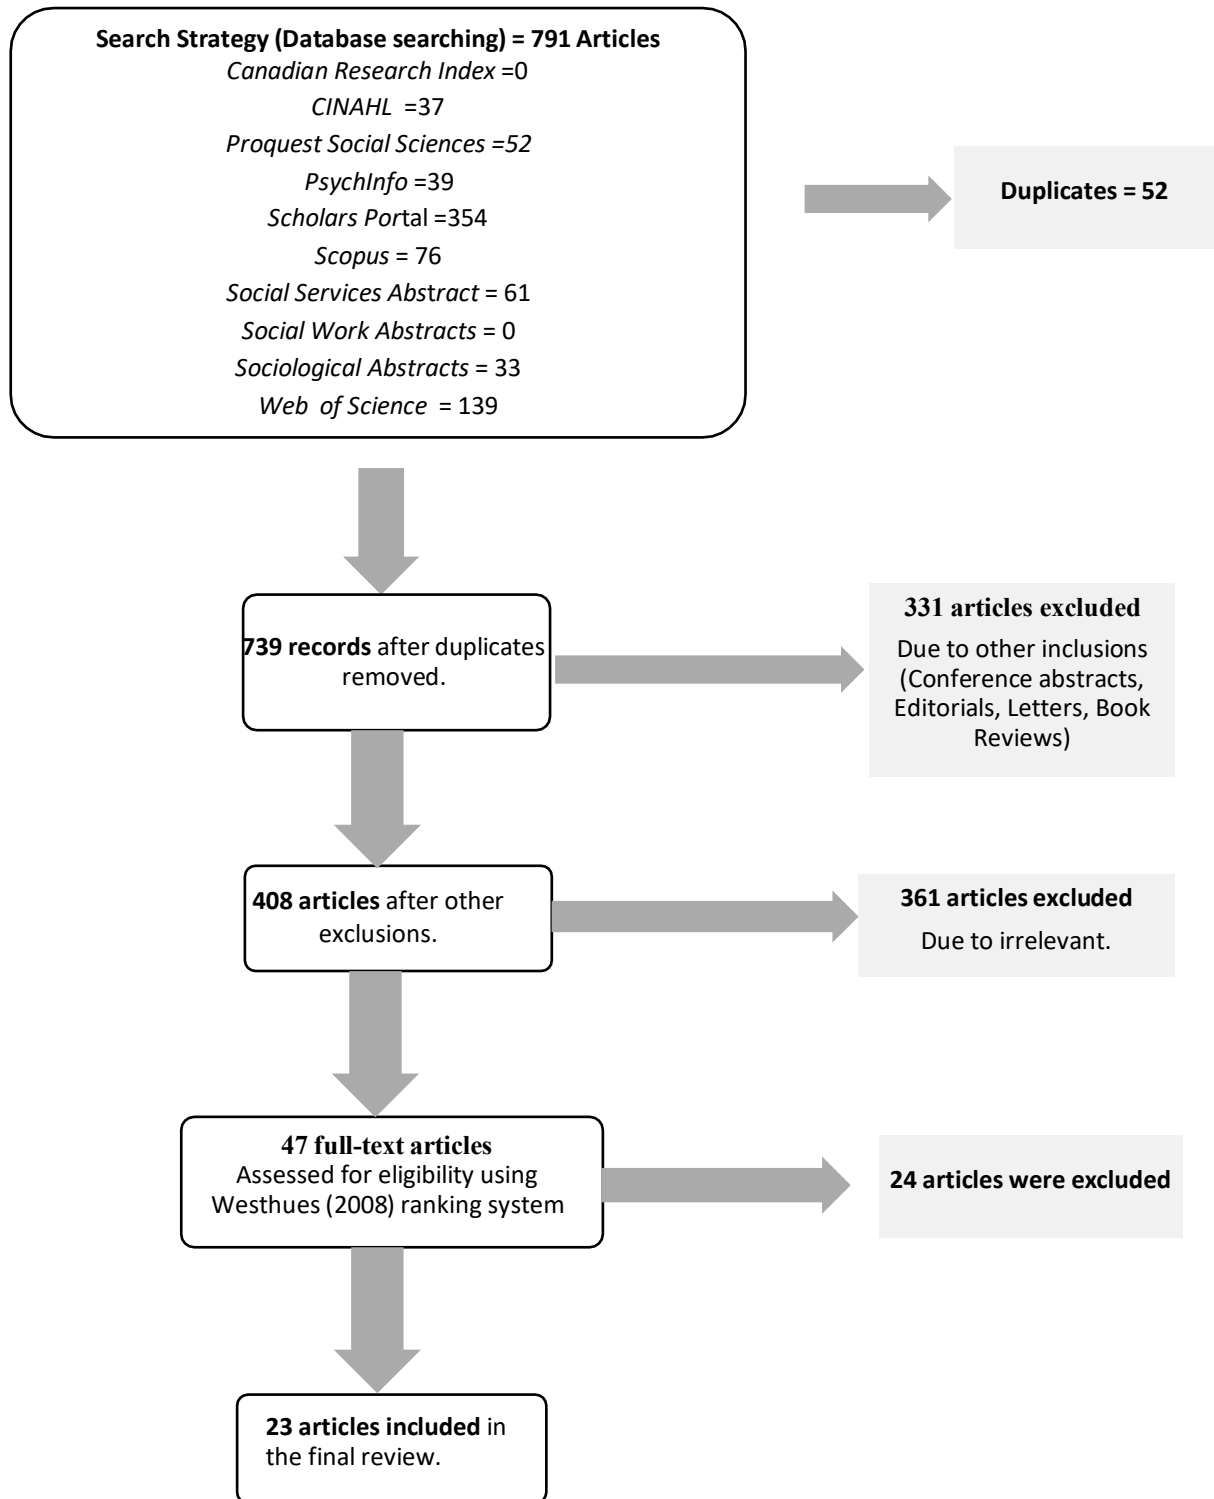 Search Strategy (Database searching) = 791 Articles
Canadian Research Index =0
CINAHL =37
Proquest Social Sciences =52
PsychInfo =39
Scholars Portal =354
Scopus = 76
Social Services Abstract = 61
Social Work Abstracts = 0
Sociological Abstracts = 33
Web of Science = 139
Duplicates = 52
739 records after duplicates
removed.
331 articles excluded
Due to other inclusions
(Conference abstracts,
Editorials, Letters, Book
Reviews)
408 articles after other
exclusions.
361 articles excluded
Due to irrelevant.
47 full-text articles
Assessed for eligibility using
Westhues (2008) ranking system
24 articles were excluded
23 articles included in
the final review.